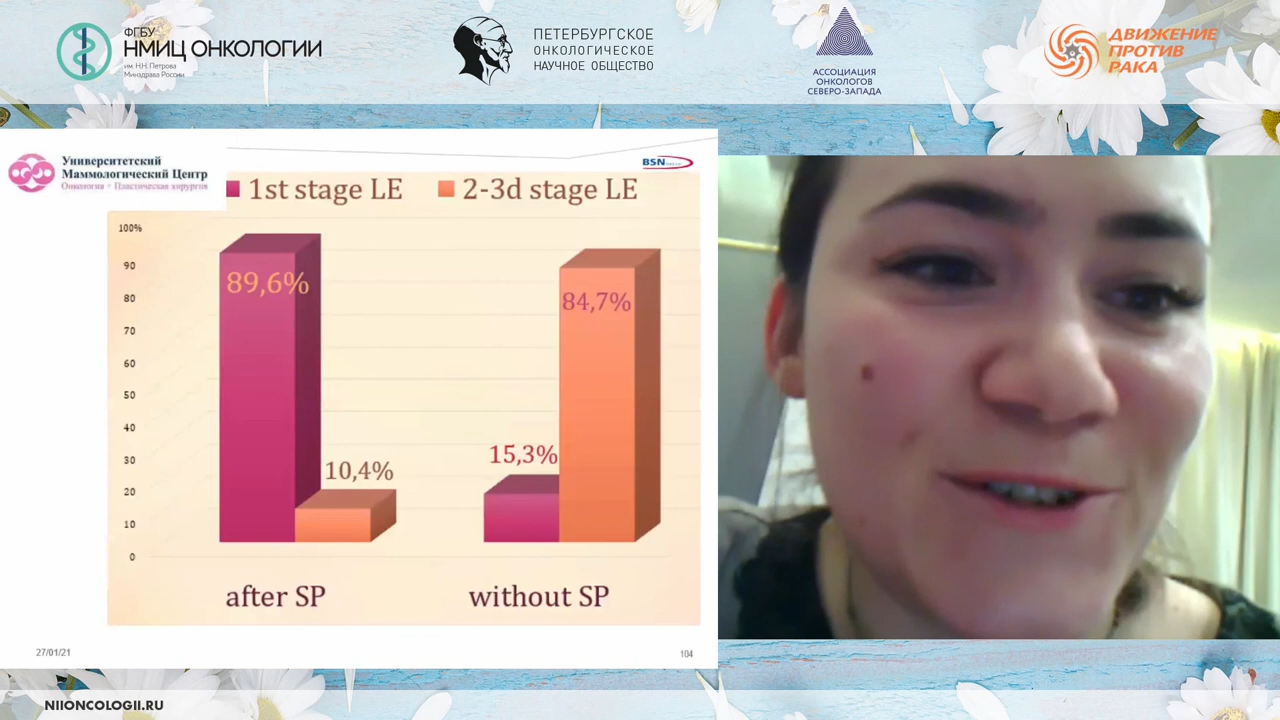 ФГБУ
НМИЦ ОНКОЛОГИИ
им. Н.Н. Петрова
Минздрава России
ПЕТЕРБУРГСКОЕ
ОНКОЛОГИЧЕСКОЕ
НАУЧНОЕ ОБЩЕСТВО
АССОЦИАЦИЯ
ОНКОЛОГОВ
СЕВЕРО-ЗАПАДА
ДВИЖЕНИЕ
ПРОТИВ
РАКА
Университетский
Маммологический Центр
Онкология + Пластическая хирургия
BSN
1st stage LE
2-3d stage LE
100%
90
80
70
60
50
40
30
20
10
0
89,6%
10,4%
15,3%
84,7%
after SP
without SP
27/01/21
104
NIIONCOLOGII.RU